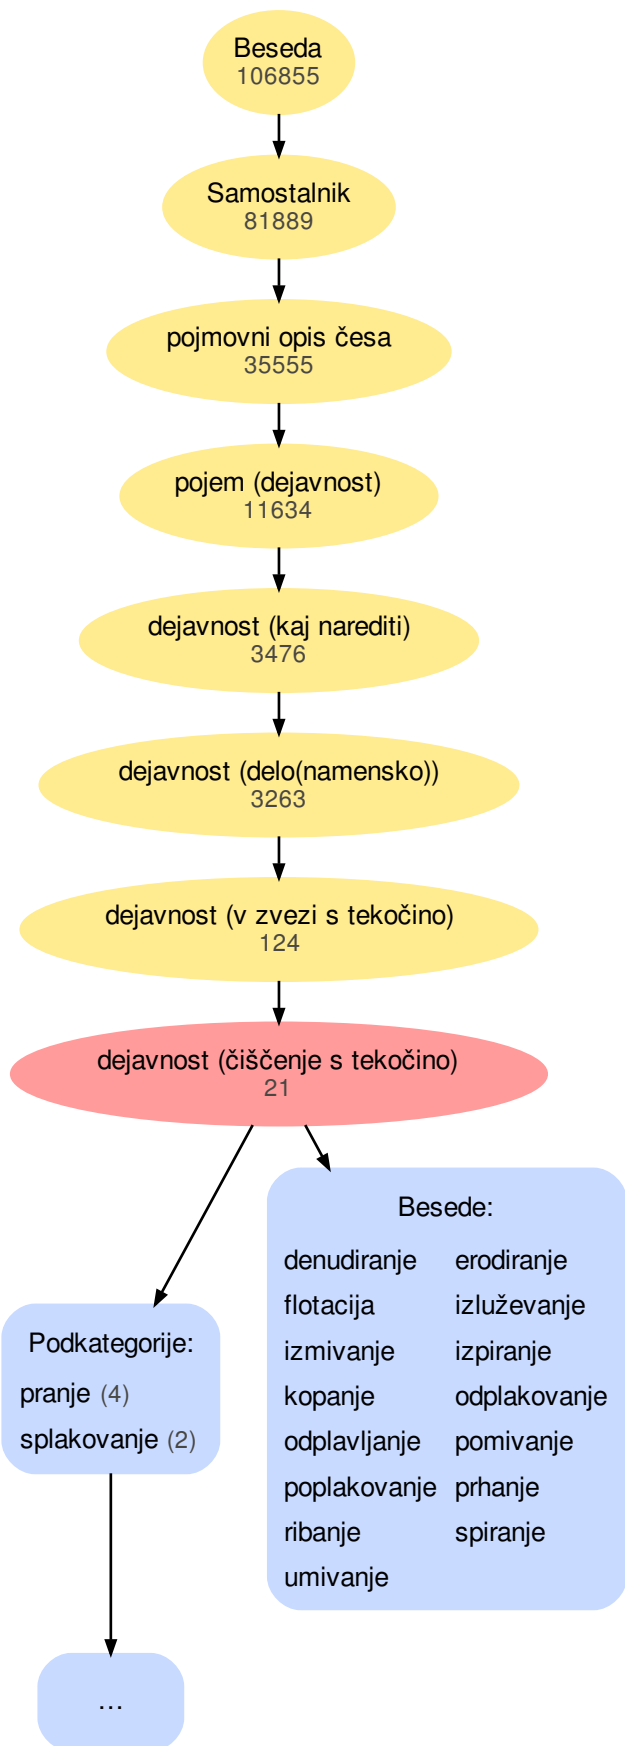 Beseda
106855
Samostalnik
81889
pojmovni opis česa
35555
pojem (dejavnost)
11634
dejavnost (kaj narediti)
3476
dejavnost (delo(namensko))
3263
dejavnost (v zvezi s tekočino)
124
dejavnost (čiščenje s tekočino)
21
Besede:
denudiranje erodiranje
flotacija izluževanje
izmivanje izpiranje
kopanje odplakovanje
odplavljanje pomivanje
poplakovanje prhanje
ribanje spiranje
umivanje
Podkategorije:
pranje (4)
splakovanje (2)
...